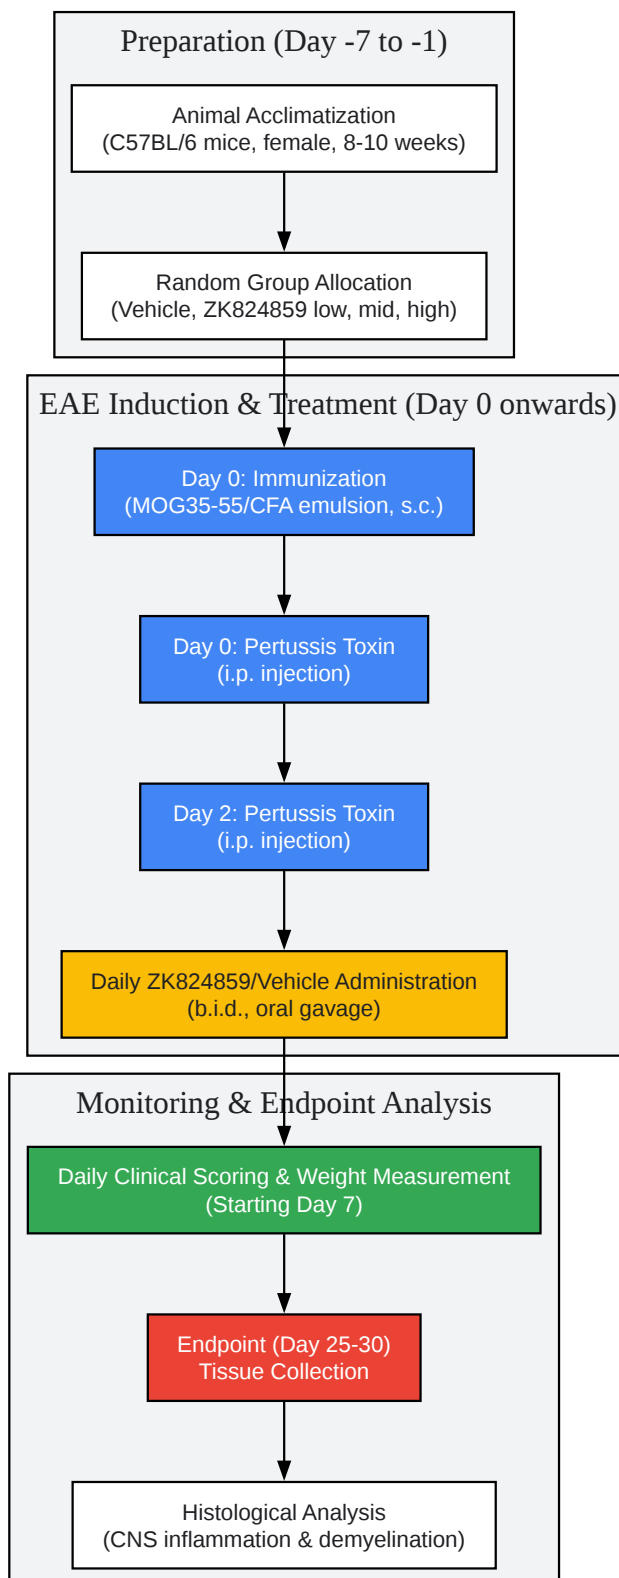 Preparation (Day -7 to -1)
Animal Acclimatization
(C57BL/6 mice, female, 8-10 weeks)
Random Group Allocation
(Vehicle, ZK824859 low, mid, high)
EAE Induction & Treatment (Day 0 onwards)
Day 0: Immunization
(MOG35-55/CFA emulsion, s.c.)
Day 0: Pertussis Toxin
(i.p. injection)
Day 2: Pertussis Toxin
(i.p. injection)
Daily ZK824859/Vehicle Administration
(b.i.d., oral gavage)
Monitoring & Endpoint Analysis
Daily Clinical Scoring & Weight Measurement
(Starting Day 7)
Endpoint (Day 25-30)
Tissue Collection
Histological Analysis
(CNS inflammation & demyelination)